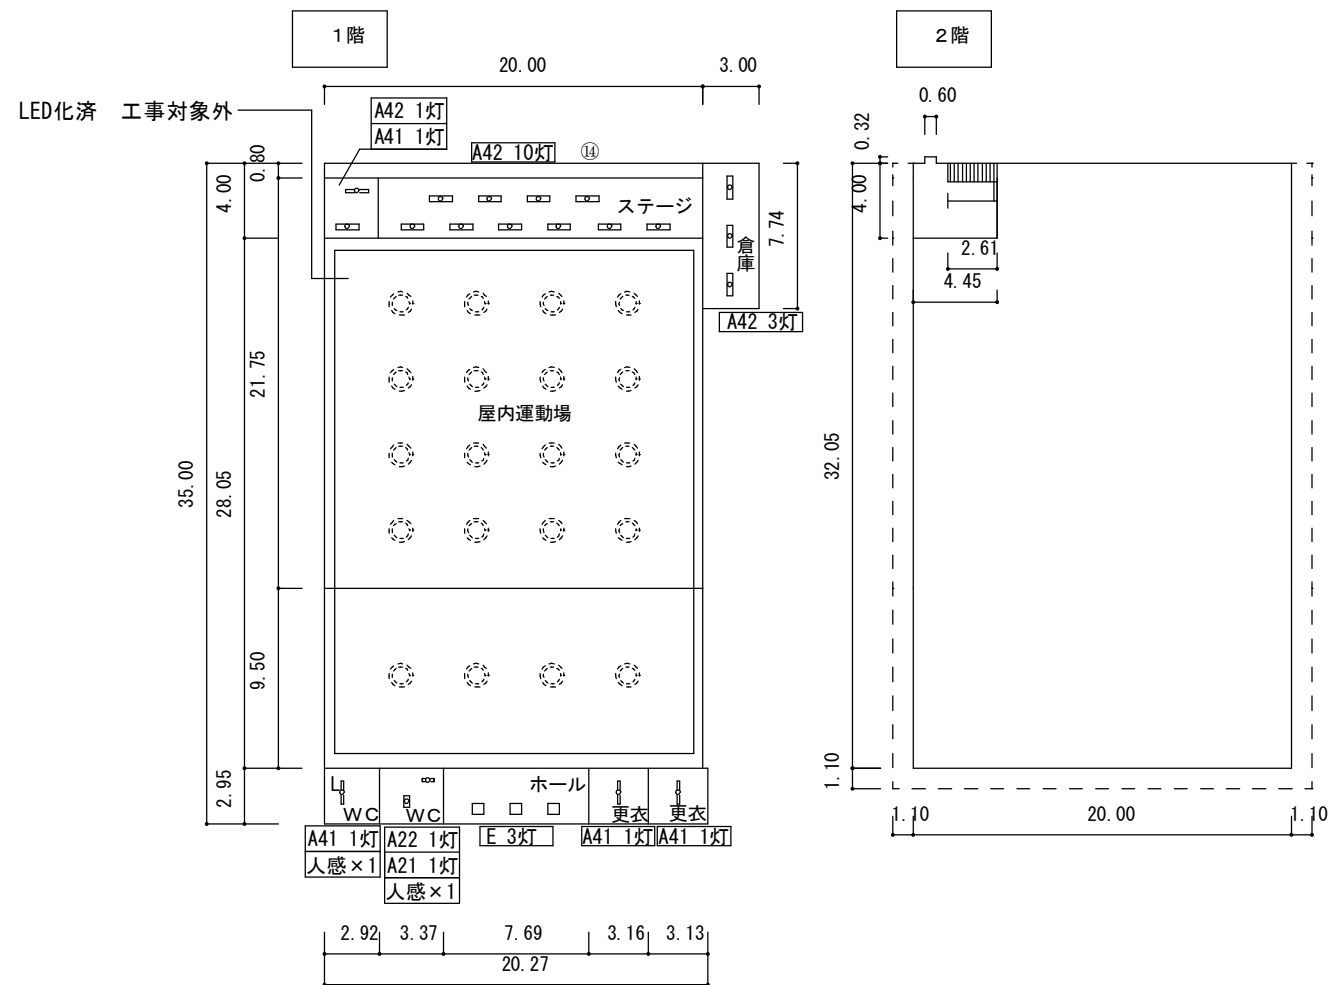 １階
２階
20.00
3.00
0.60
LED化済　工事対象外
A42 1灯
A41 1灯
A42 10灯
⑭
0.32
0.80
4.00
4.00
ステージ
7.74
倉庫
2.61
4.45
A42 3灯
21.75
屋内運動場
32.05
35.00
28.05
9.50
2.95
1.10
L
ＷＣ
ＷＣ
ホール
更衣
更衣
1.10
20.00
1.10
A41 1灯
人感×1
A22 1灯
A21 1灯
人感×1
E 3灯
A41 1灯
A41 1灯
2.92
3.37
7.69
3.16
3.13
20.27